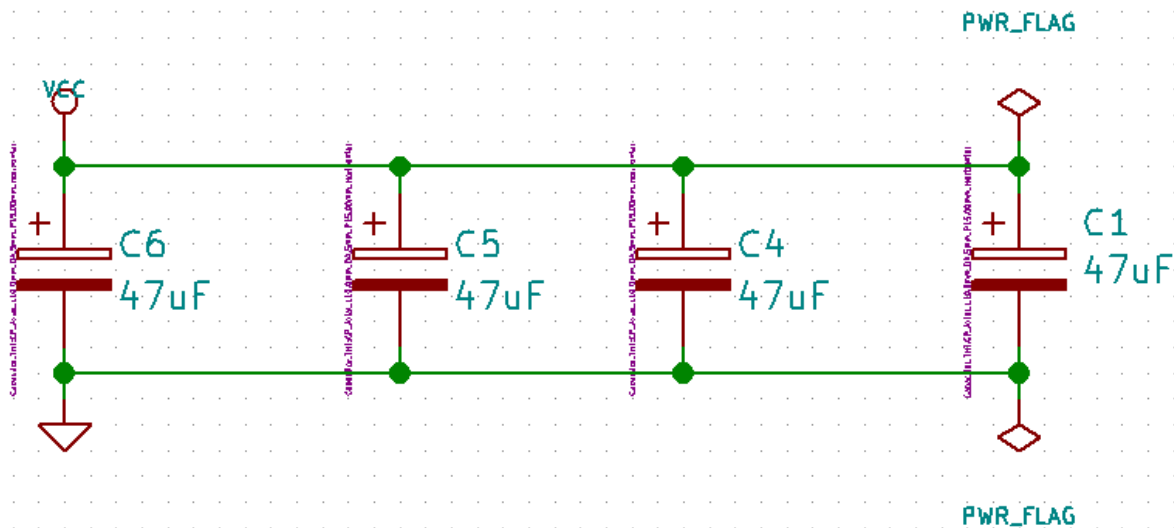 PWR_FLAG
VCC
+
C6
47uF
+
C5
47uF
+
C4
47uF
+
C1
47uF
PWR_FLAG